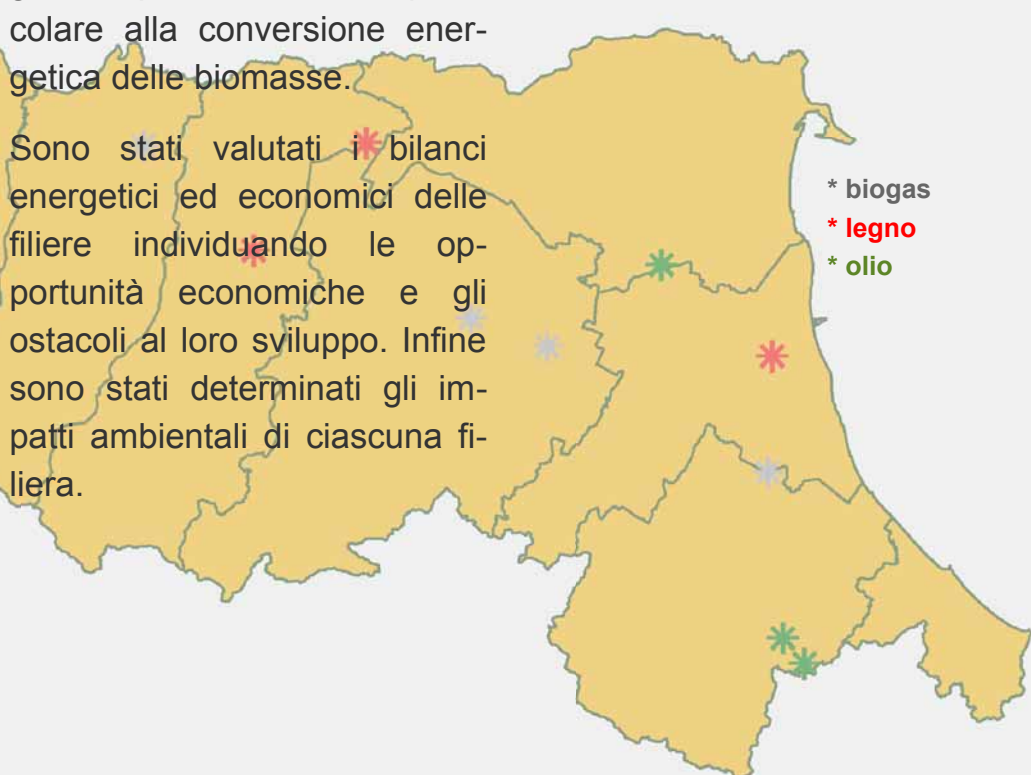 colare alla conversione ener-
getica delle biomasse.
Sono stati valutati i bilanci
energetici ed economici delle
filiere individuando le op-
portunità economiche e gli
ostacoli al loro sviluppo. Infine
sono stati determinati gli im-
patti ambientali di ciascuna fi-
liera.
* biogas
* legno
* olio